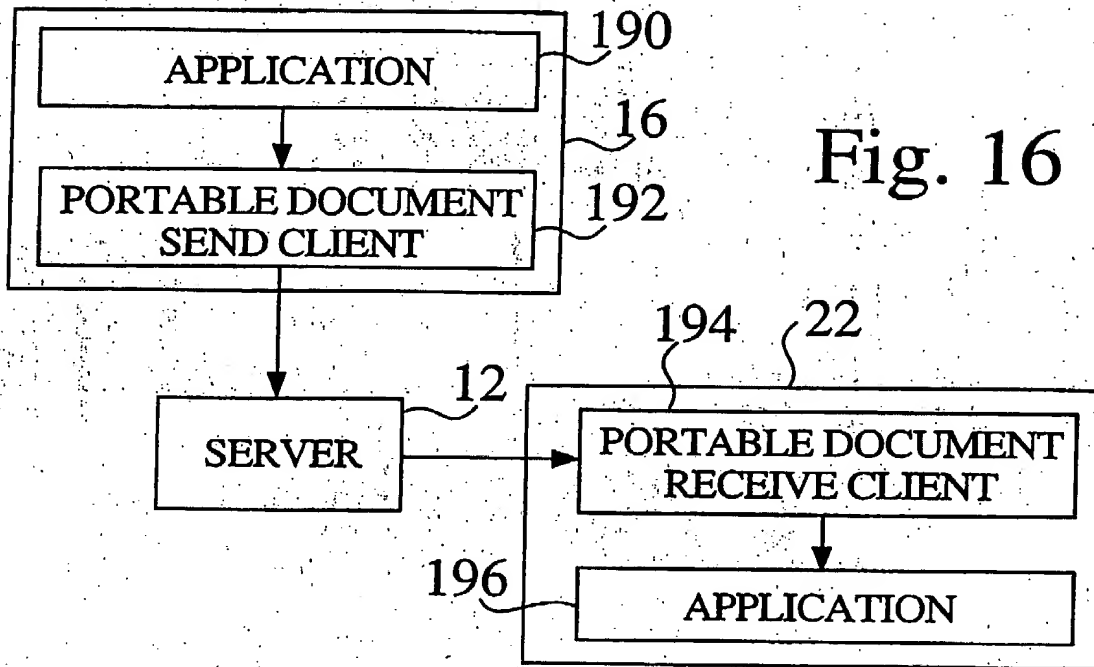 190
APPLICATION
16
Fig. 16
PORTABLE DOCUMENT
SEND CLIENT
192
194
22
12
SERVER
PORTABLE DOCUMENT
RECEIVE CLIENT
196
APPLICATION